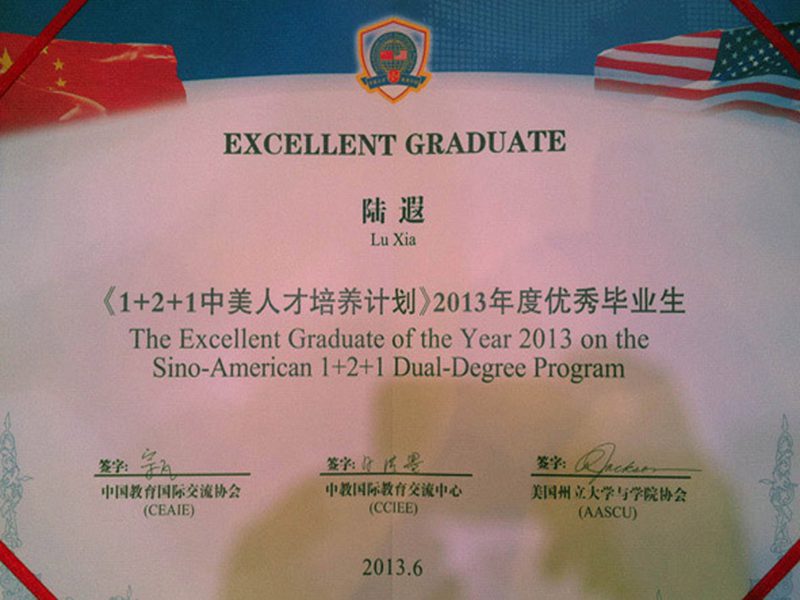 EXCELLENT GRADUATE
陆 遐
Lu Xia
《1+2+1中美人才培养计划》2013年度优秀毕业生
The Excellent Graduate of the Year 2013 on the
Sino-American 1+2+1 Dual-Degree Program
签字: 签字: 签字: Jackson
中国教育国际交流协会 中教国际教育交流中心 美国州立大学与学院协会
(CEAIE) (CCIEE) (AASCU)
2013.6